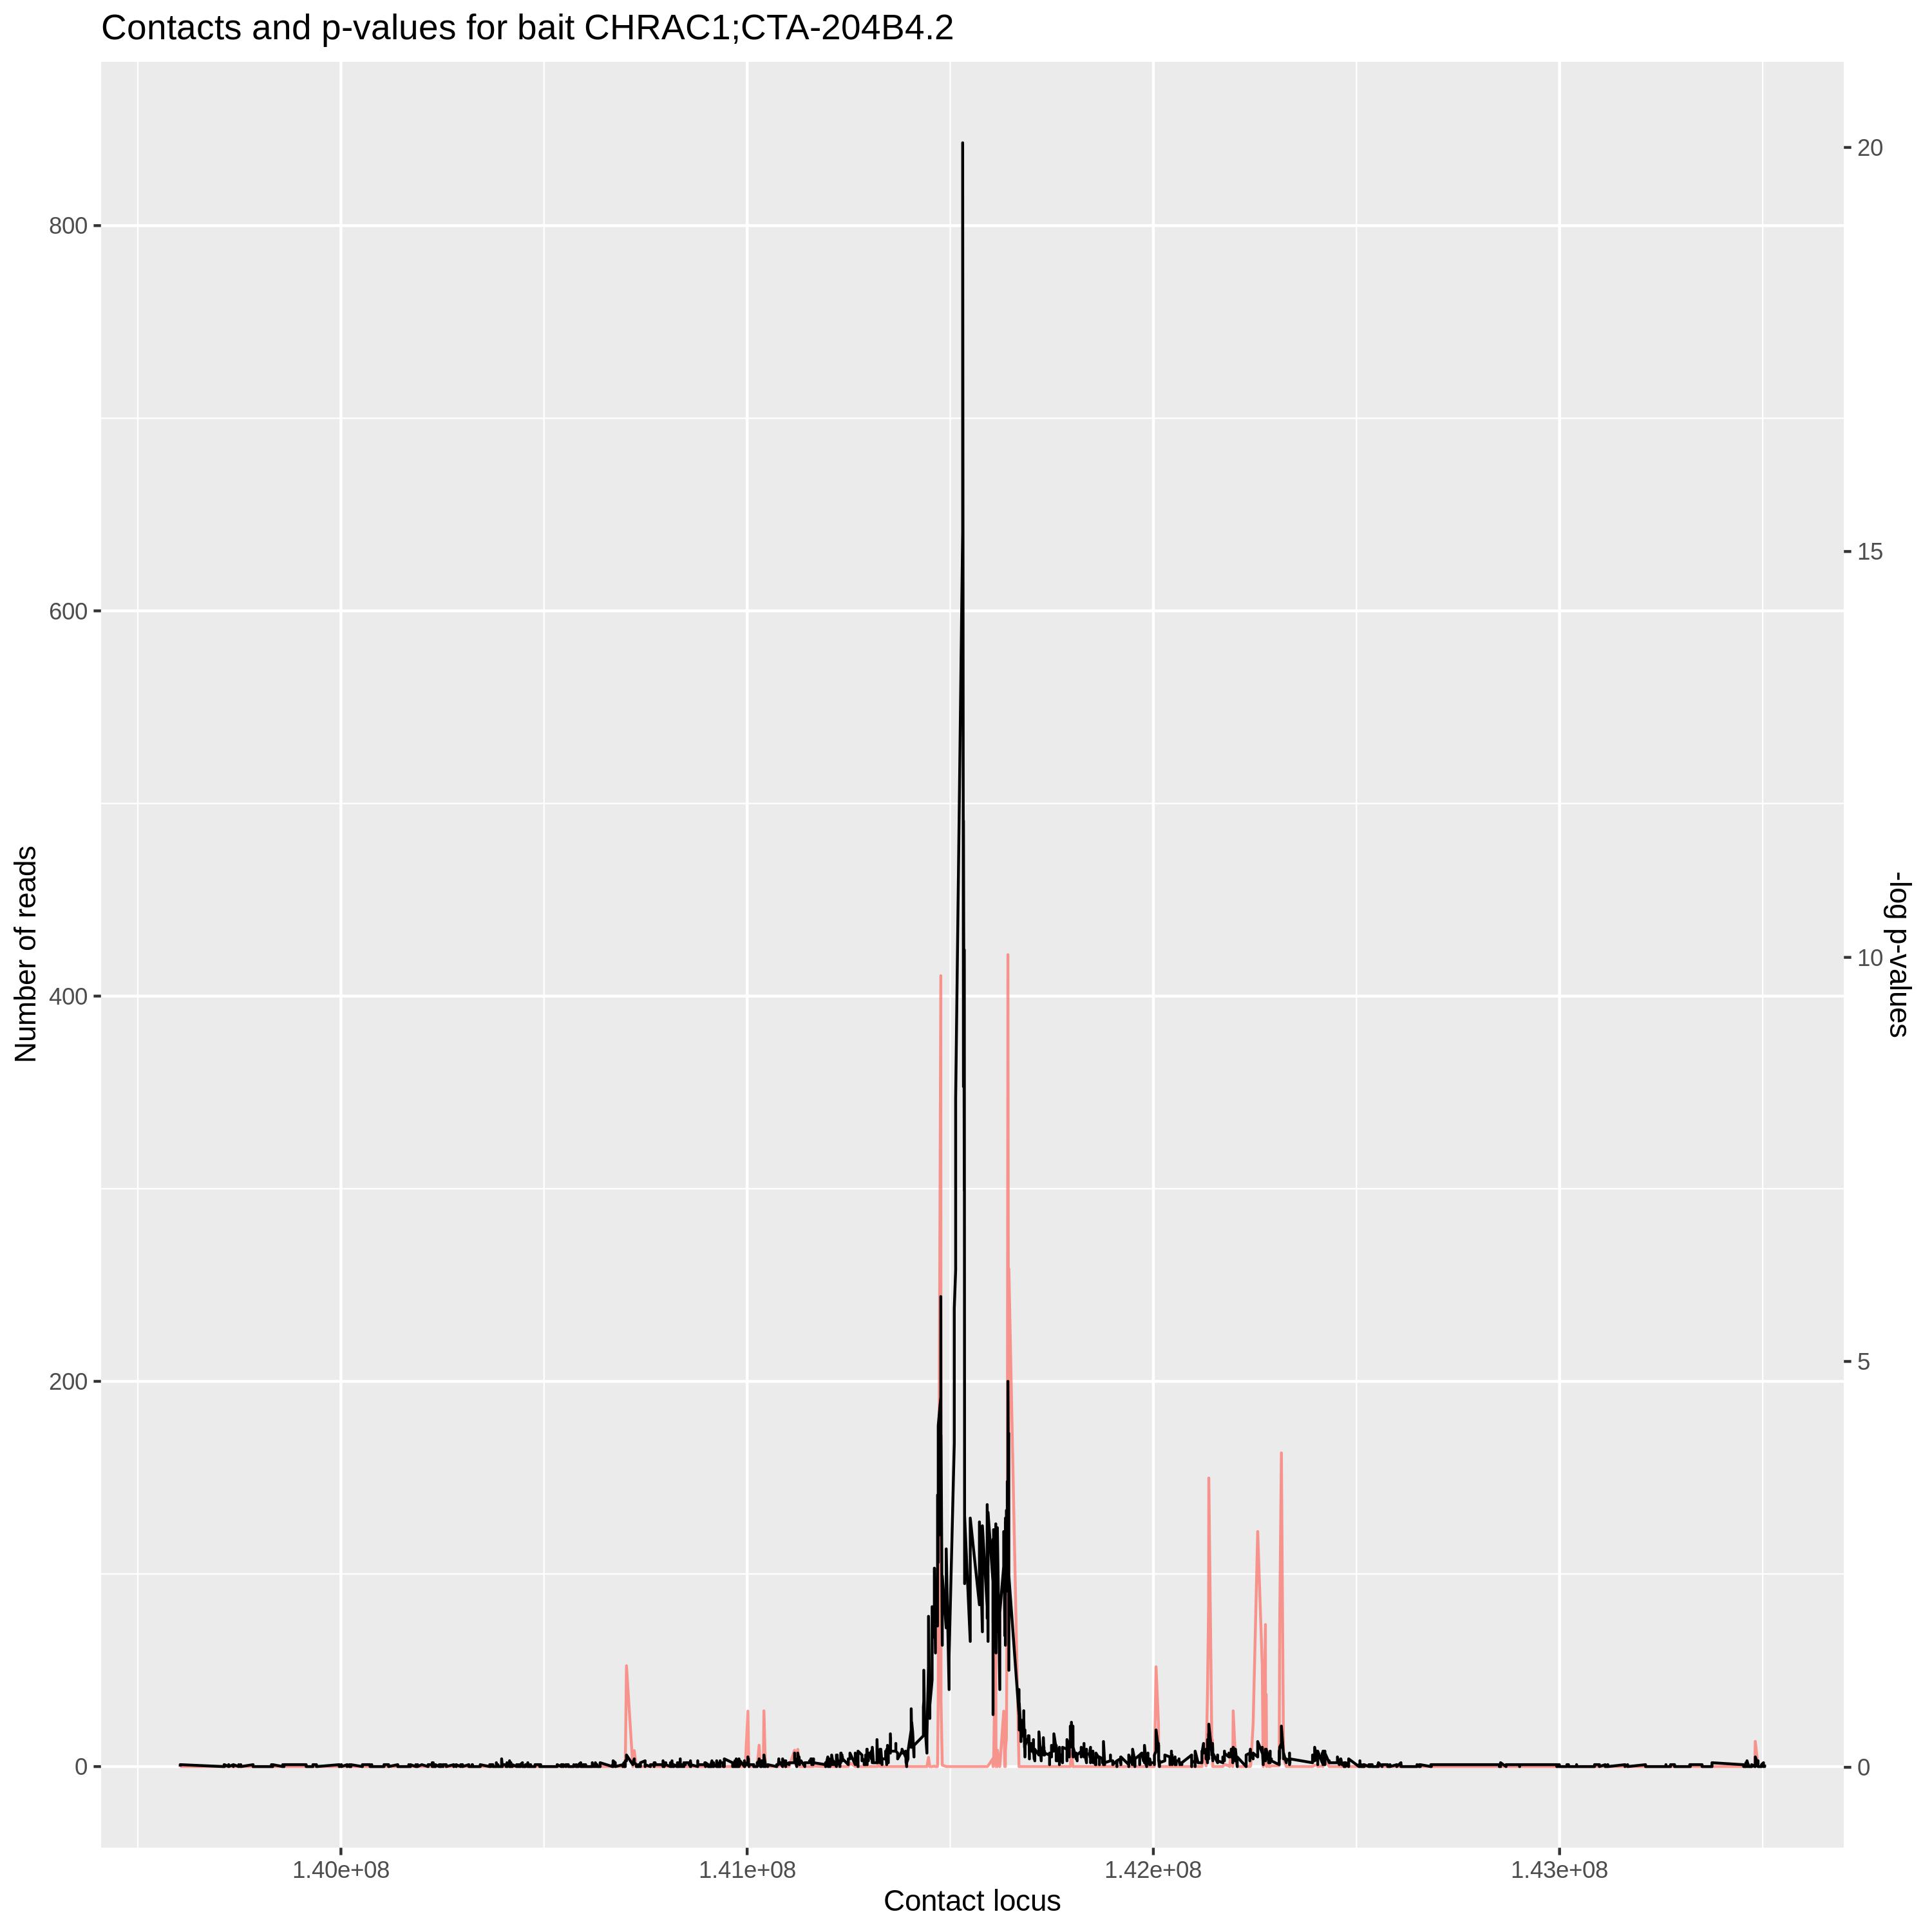 Contacts and p-values for bait CHRAC1;CTA-204B4.2
Number of reads
800
600
400
200
0
20
15
10
5
0
-log p-values
1.40e+08
1.41e+08
1.42e+08
1.43e+08
Contact locus